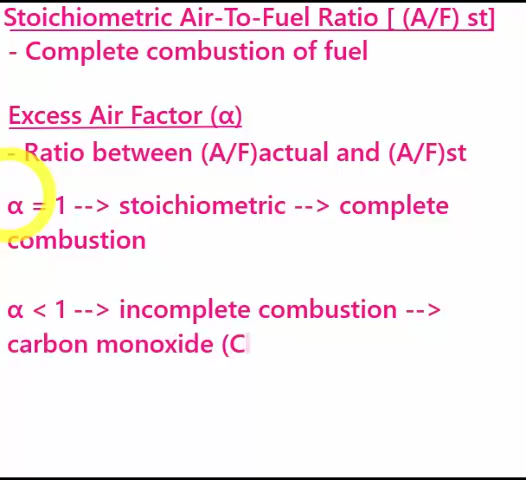 Stoichiometric Air-To-Fuel Ratio [ (A/F) st]
- Complete combustion of fuel
Excess Air Factor (α)
- Ratio between (A/F)actual and (A/F)st
α = 1 --> stoichiometric --> complete
combustion
α < 1 --> incomplete combustion -->
carbon monoxide (C